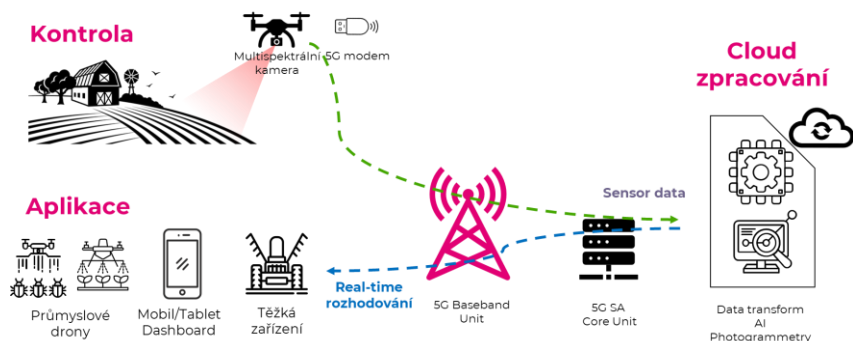 Kontrola
Multispektrální
kamera
5G modem
Cloud
zpracování
Sensor data
Aplikace
Real-time
rozhodování
Průmyslové
drony
Mobil/Tablet
Dashboard
Těžká
zařízení
5G Baseband
Unit
5G SA
Core Unit
Data transform
AI
Photogrammetry